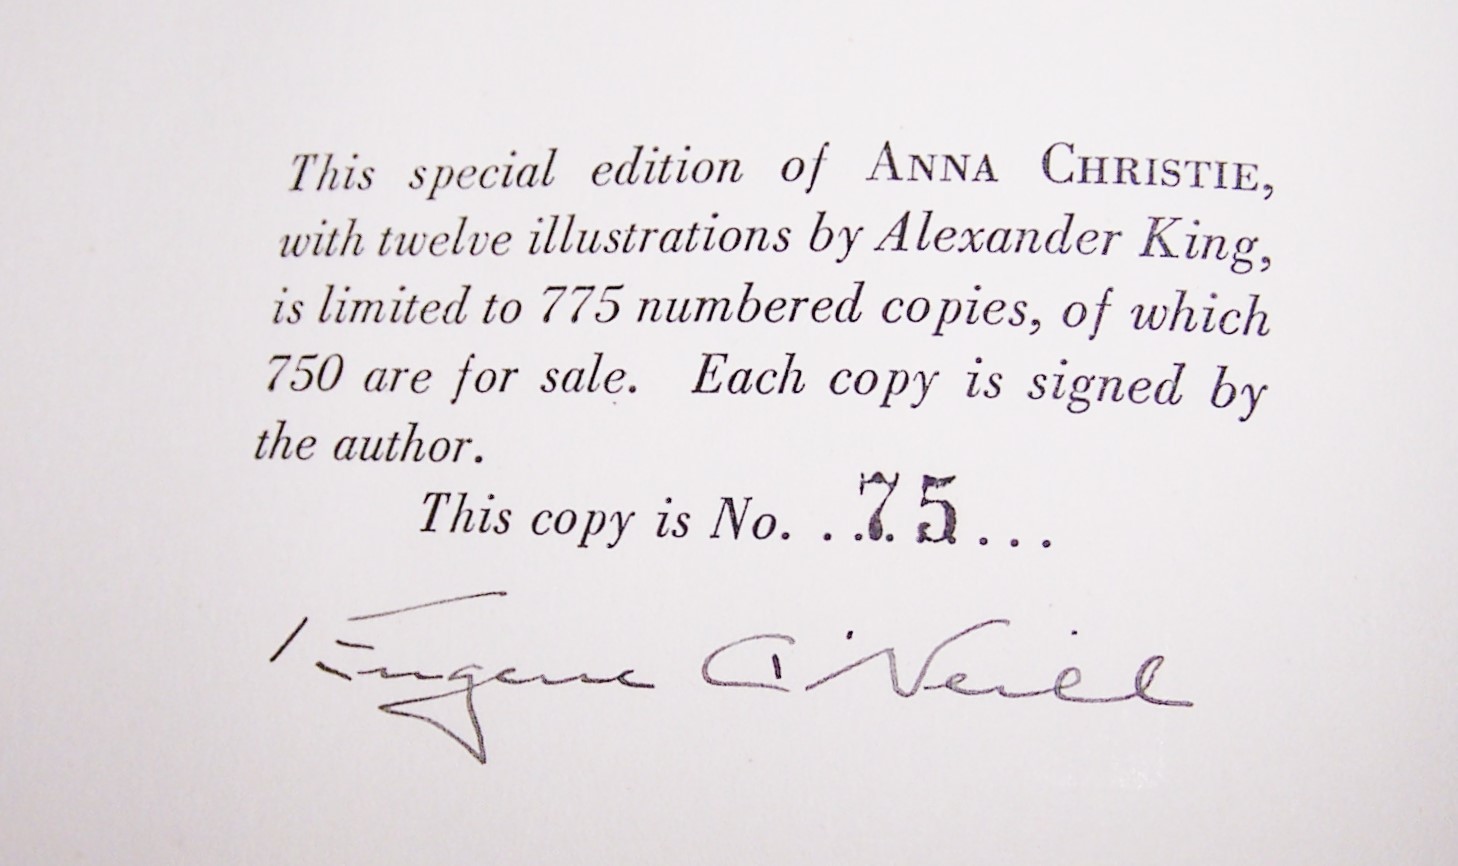 This special edition of ANNA CHRISTIE,
with twelve illustrations by Alexander King,
is limited to 775 numbered copies, of which
750 are for sale. Each copy is signed by
the author.
This copy is No. ..75...
Eugene O'Neill